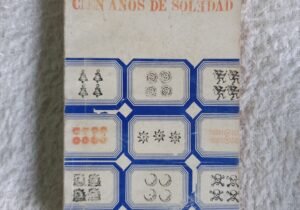 CIEN AÑOS DE SOLEDAD